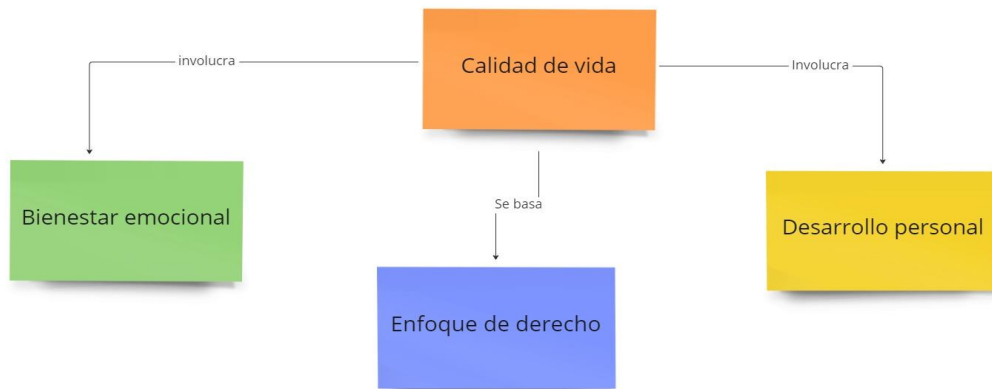 Calidad de vida
involucra
Involucra
Bienestar emocional
Se basa
Desarrollo personal
Enfoque de derecho